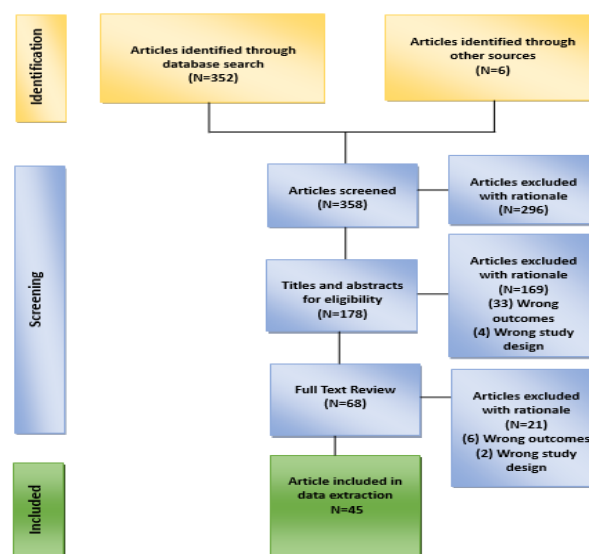 Identification
Articles identified through
database search
(N=352)
Articles identified through
other sources
(N=6)
Screening
Articles screened
(N=358)
Articles excluded
with rationale
(N=296)
Titles and abstracts
for eligibility
(N=178)
Articles excluded
with rationale
(N=169)
(33) Wrong
outcomes
(4) Wrong study
design
Full Text Review
(N=68)
Articles excluded
with rationale
(N=21)
(6) Wrong outcomes
(2) Wrong study
design
Included
Article included in
data extraction
N=45